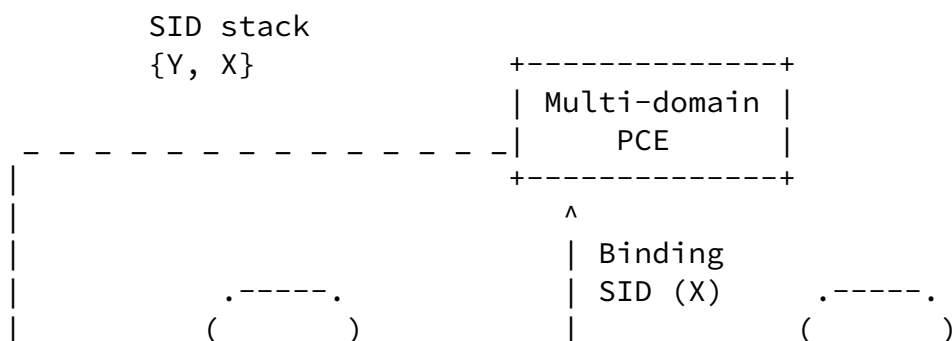 SID stack
{Y, X} +--------------+
| Multi-domain |
_ _ _ _ _ _ _ _ _ _ _ _ _ _| PCE |
| +--------------+
| ^
| | Binding
| .-----. | SID (X) .-----.
| ( ) | ( )